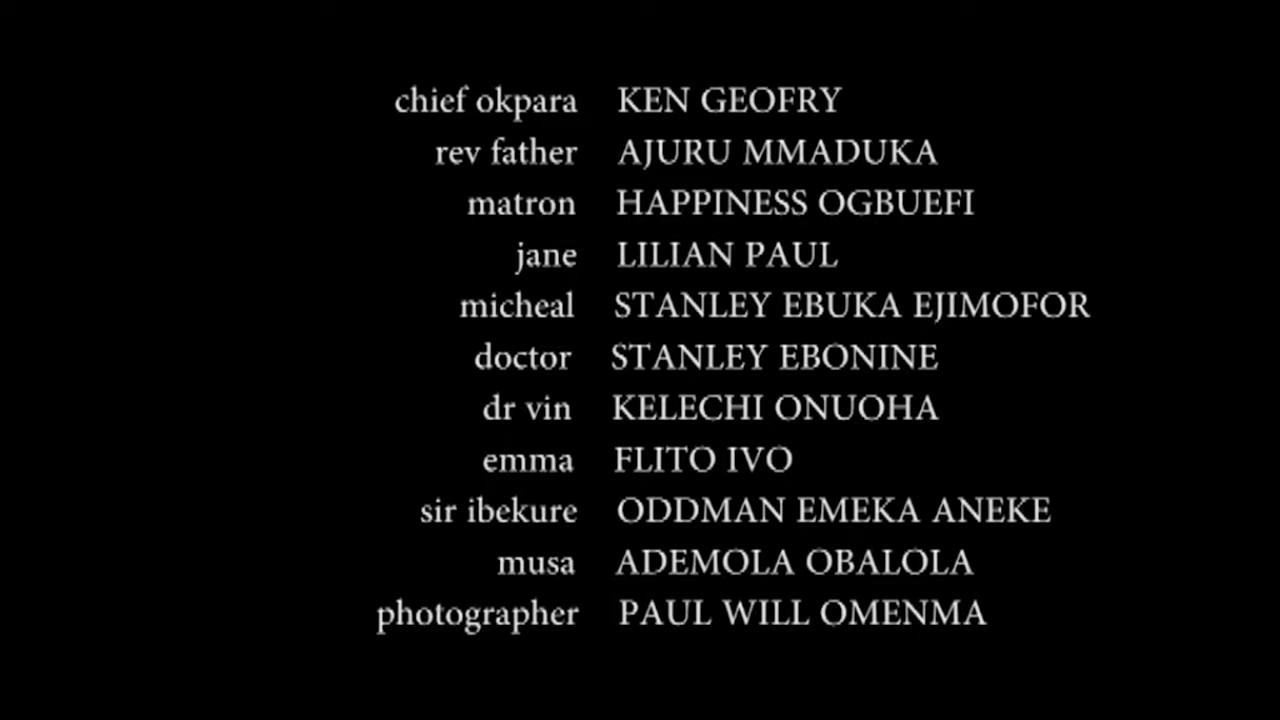 chief okpara KEN GEOFRY
rev father AJURU MMADUKA
matron HAPPINESS OGBUEFI
jane LILIAN PAUL
micheal STANLEY EBUKA EJIMOFOR
doctor STANLEY EBONINE
dr vin KELECHI ONUOHA
emma FLITO IVO
sir ibekure ODDMAN EMEKA ANEKE
musa ADEMOLA OBALOLA
photographer PAUL WILL OMENMA